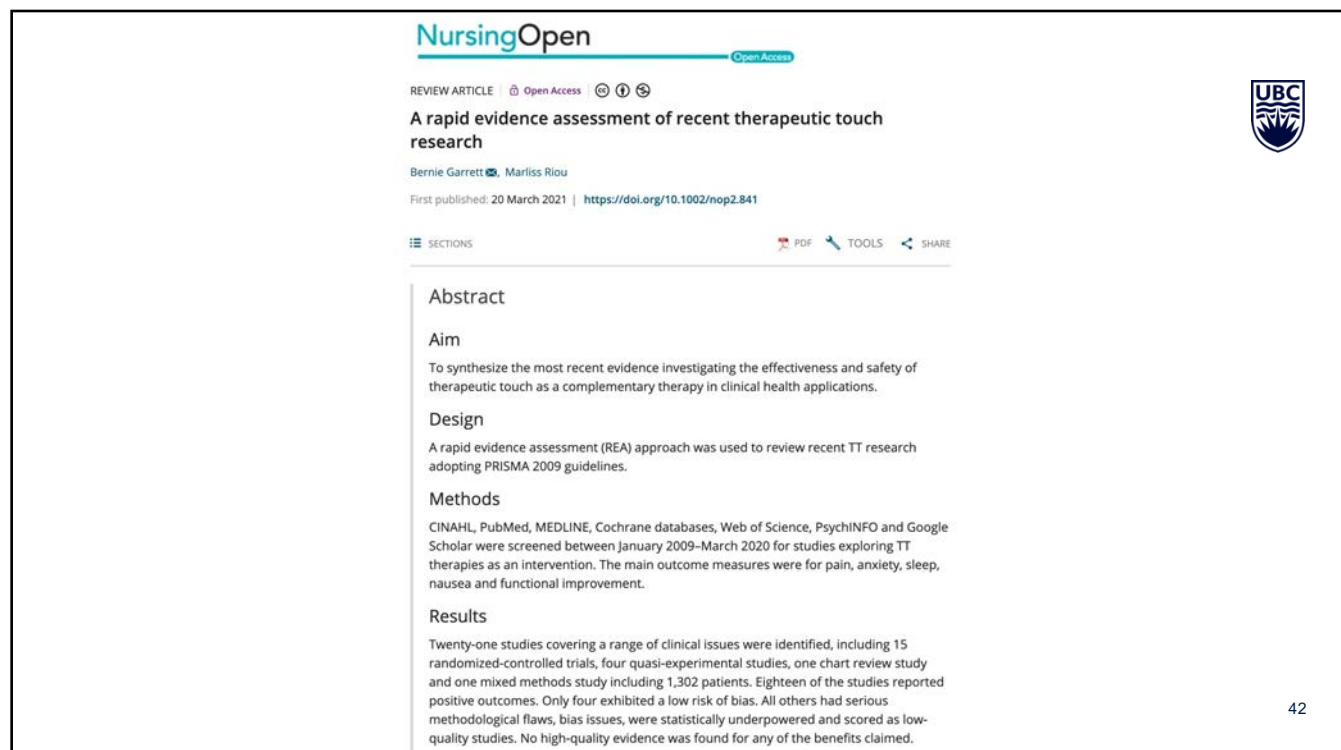 NursingOpen
Open Access
REVIEW ARTICLE Open Access
A rapid evidence assessment of recent therapeutic touch
research
Bernie Garrett, Marliss Riou
First published: 20 March 2021 | https://doi.org/10.1002/nop2.841
SECTIONS PDF TOOLS SHARE
UBC
Abstract
Aim
To synthesize the most recent evidence investigating the effectiveness and safety of
therapeutic touch as a complementary therapy in clinical health applications.
Design
A rapid evidence assessment (REA) approach was used to review recent TT research
adopting PRISMA 2009 guidelines.
Methods
CINAHL, PubMed, MEDLINE, Cochrane databases, Web of Science, PsychINFO and Google
Scholar were screened between January 2009–March 2020 for studies exploring TT
therapies as an intervention. The main outcome measures were for pain, anxiety, sleep,
nausea and functional improvement.
Results
Twenty-one studies covering a range of clinical issues were identified, including 15
randomized-controlled trials, four quasi-experimental studies, one chart review study
and one mixed methods study including 1,302 patients. Eighteen of the studies reported
positive outcomes. Only four exhibited a low risk of bias. All others had serious
methodological flaws, bias issues, were statistically underpowered and scored as low-
quality studies. No high-quality evidence was found for any of the benefits claimed.
42